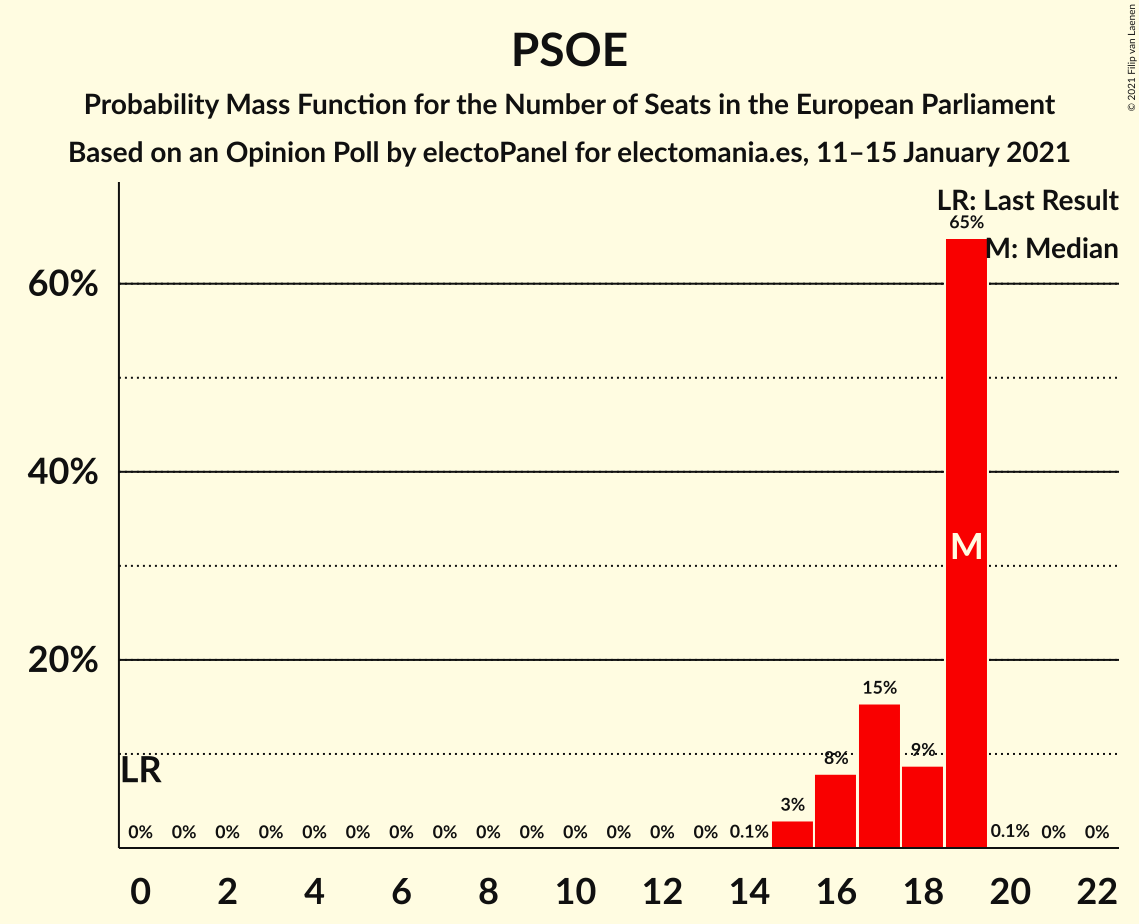 PSOE
Probability Mass Function for the Number of Seats in the European Parliament
Based on an Opinion Poll by electoPanel for electomania.es, 11–15 January 2021
© 2021 Filip van Laenen
LR: Last Result
65%
M: Median
60%
40%
M
20%
15%
9%
8%
LR
3%
0% 0% 0% 0% 0% 0% 0% 0% 0% 0% 0% 0% 0% 0% 0.1% 0.1% 0% 0%
0 2 4 6 8 10 12 14 16 18 20 22